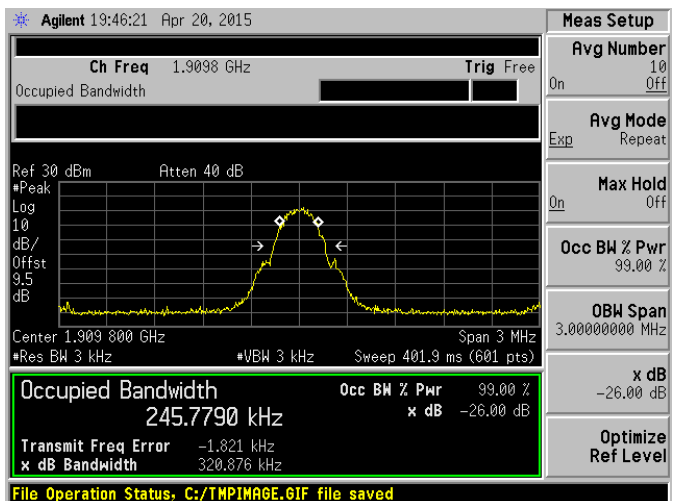 Agilent 19:46:21 Apr 20, 2015
Meas Setup
Ch Freq 1.9098 GHz Trig Free
Occupied Bandwidth
Ref 30 dBm Atten 40 dB
#Peak
Log
10
dB/
Offst
9.5
dB
Center 1.909 800 GHz Span 3 MHz
#Res BW 3 kHz #VBW 3 kHz Sweep 401.9 ms (601 pts)
Occupied Bandwidth Occ BW % Pwr 99.00 %
245.7790 kHz x dB -26.00 dB
Transmit Freq Error -1.821 kHz
x dB Bandwidth 320.876 kHz
File Operation Status, C:/TMPIMAGE.GIF file saved
Avg Number
10
On Off
Avg Mode
Exp Repeat
Max Hold
On Off
Occ BW % Pwr
99.00 %
OBW Span
3.00000000 MHz
x dB
-26.00 dB
Optimize
Ref Level